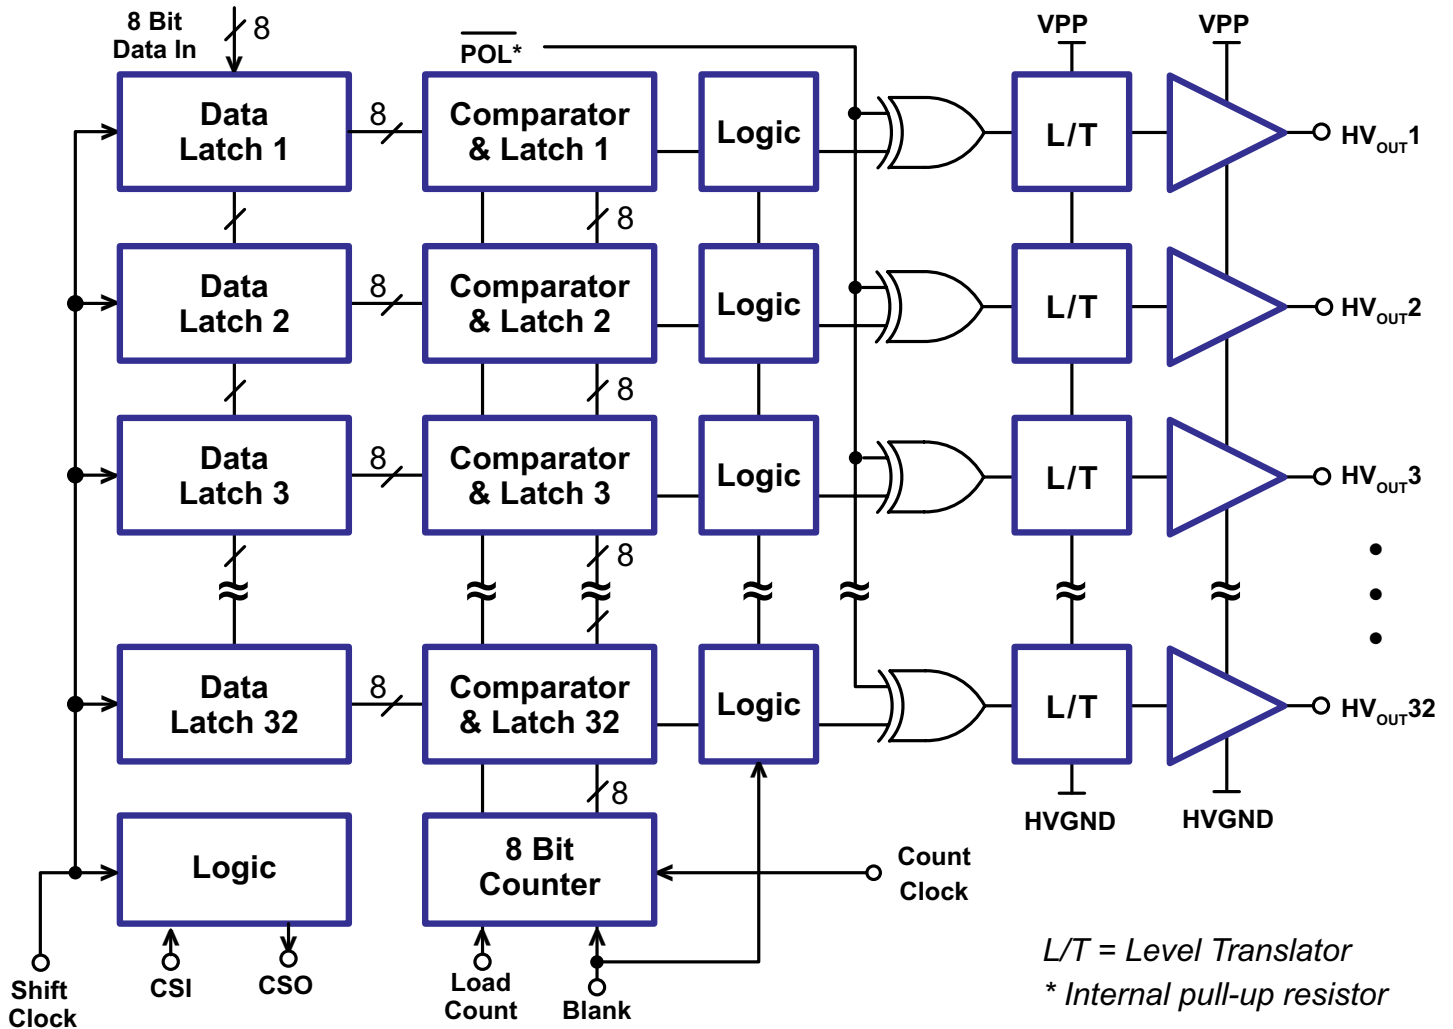 8 Bit
Data In
8
POL*
VPP
VPP
Data
Latch 1
8
Comparator
& Latch 1
Logic
L/T
HVOUT1
8
Data
Latch 2
8
Comparator
& Latch 2
Logic
L/T
HVOUT2
8
Data
Latch 3
8
Comparator
& Latch 3
Logic
L/T
HVOUT3
8
Data
Latch 32
8
Comparator
& Latch 32
Logic
L/T
HVOUT32
8
HVGND
HVGND
Logic
8 Bit
Counter
Count
Clock
Shift
Clock
CSI
CSO
Load
Count
Blank
L/T = Level Translator
* Internal pull-up resistor